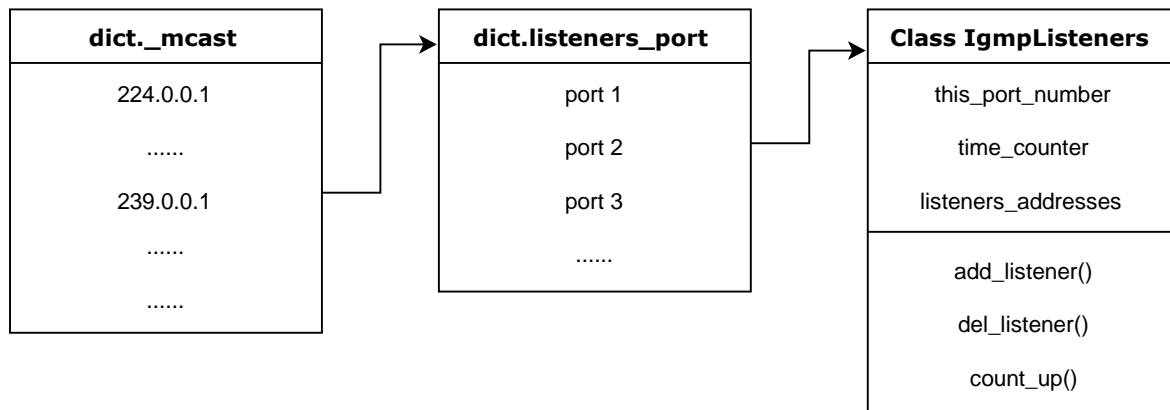 dict._mcast
224.0.0.1
......
239.0.0.1
......
......
dict.listeners_port
port 1
port 2
port 3
......
Class IgmpListeners
this_port_number
time_counter
listeners_addresses
add_listener()
del_listener()
count_up()